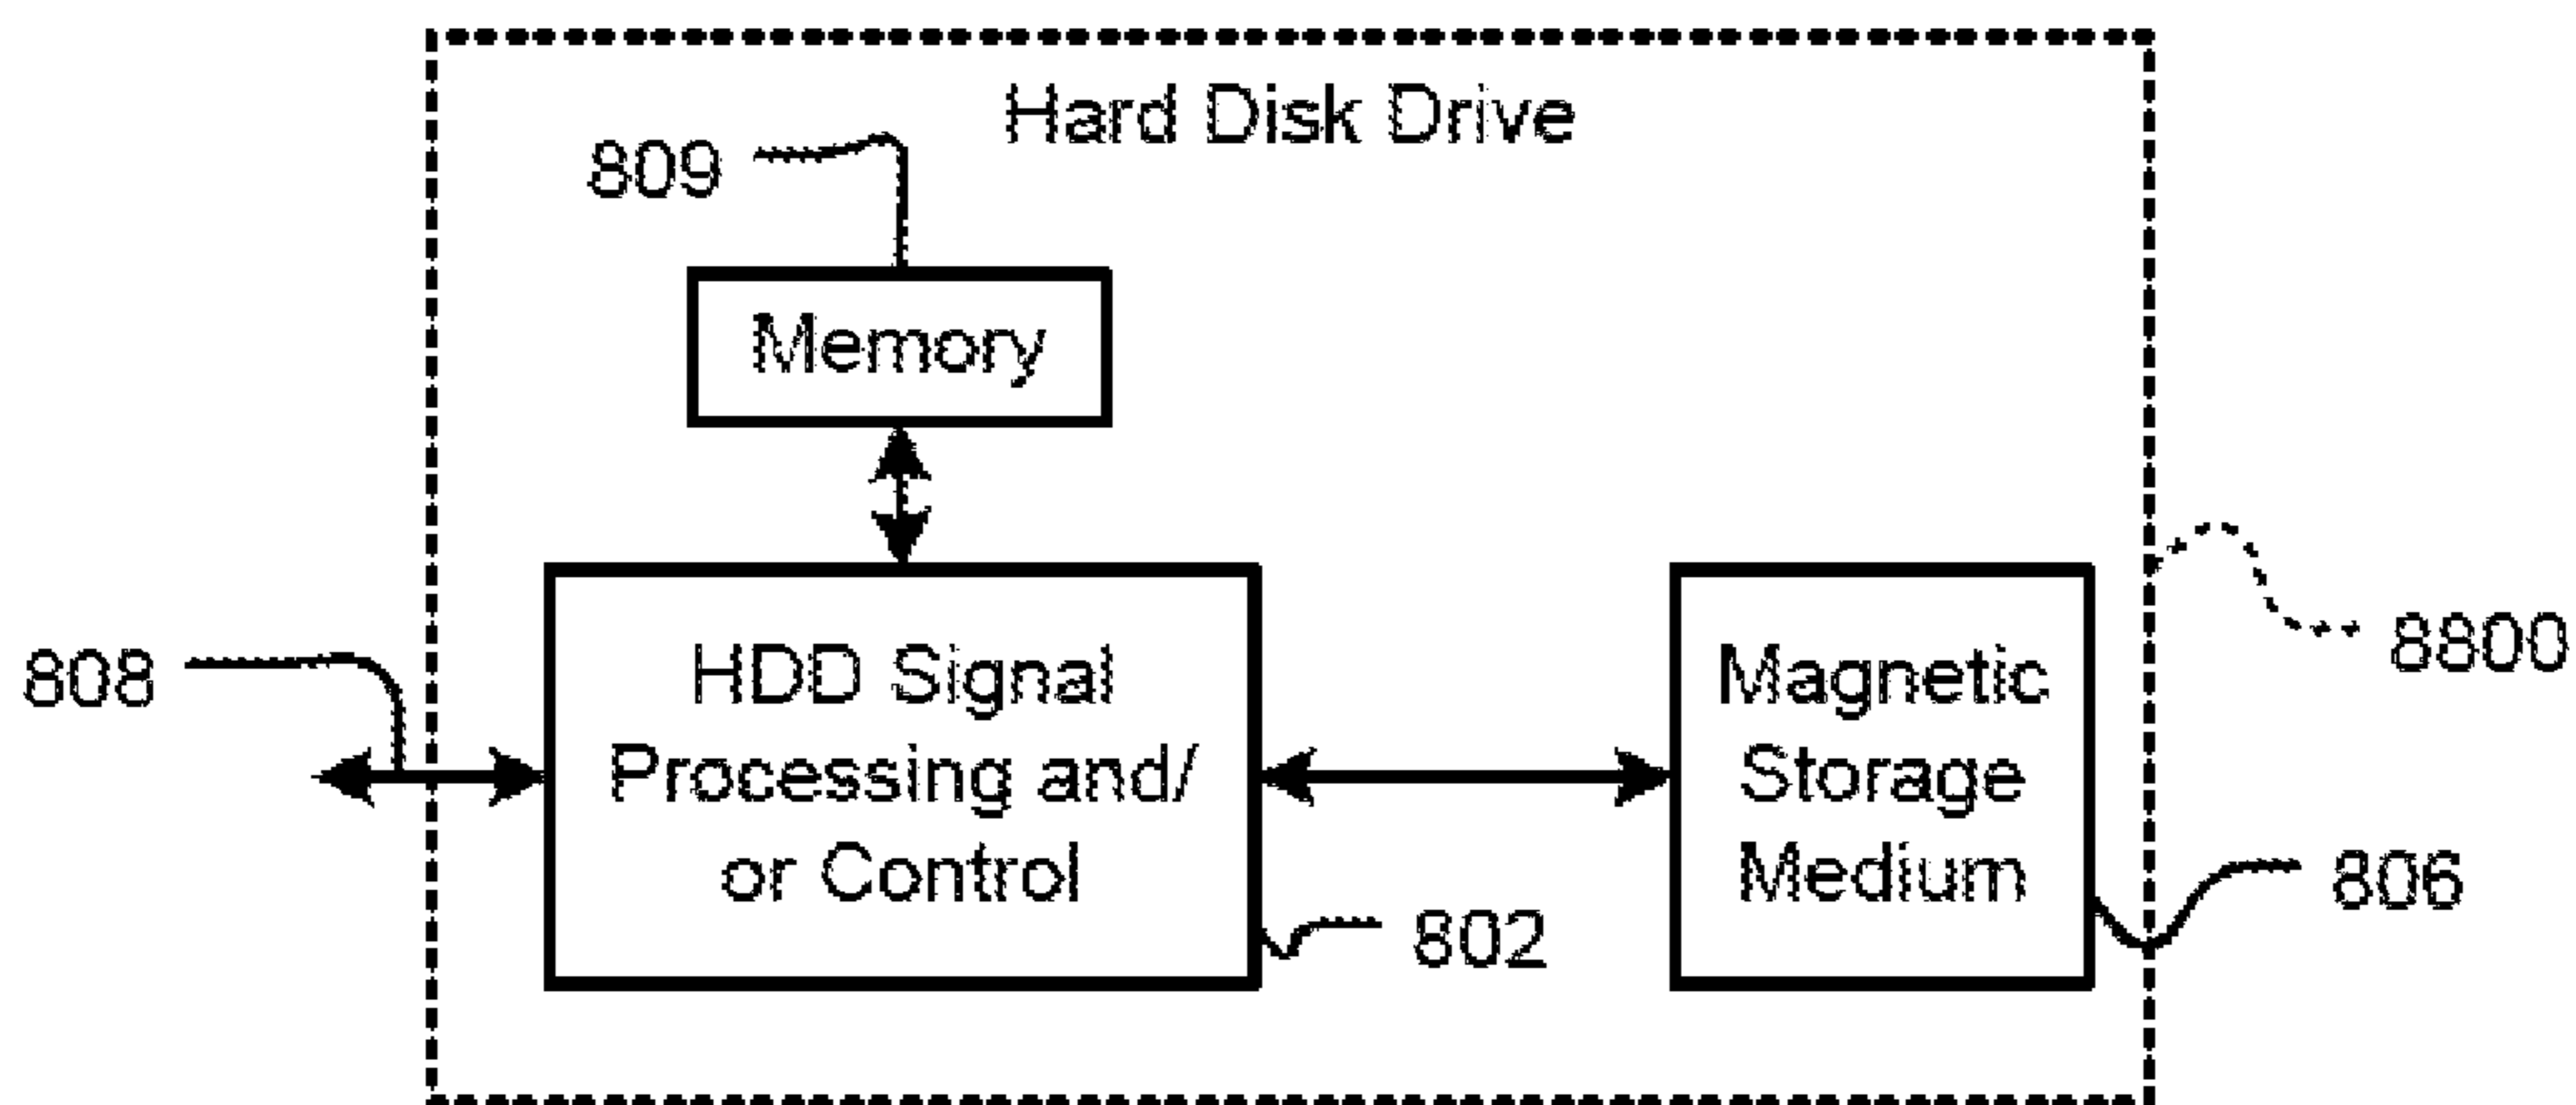 Hard Disk Drive
809
Memory
808
HDD Signal
Processing and/
or Control
802
Magnetic
Storage
Medium
8800
806